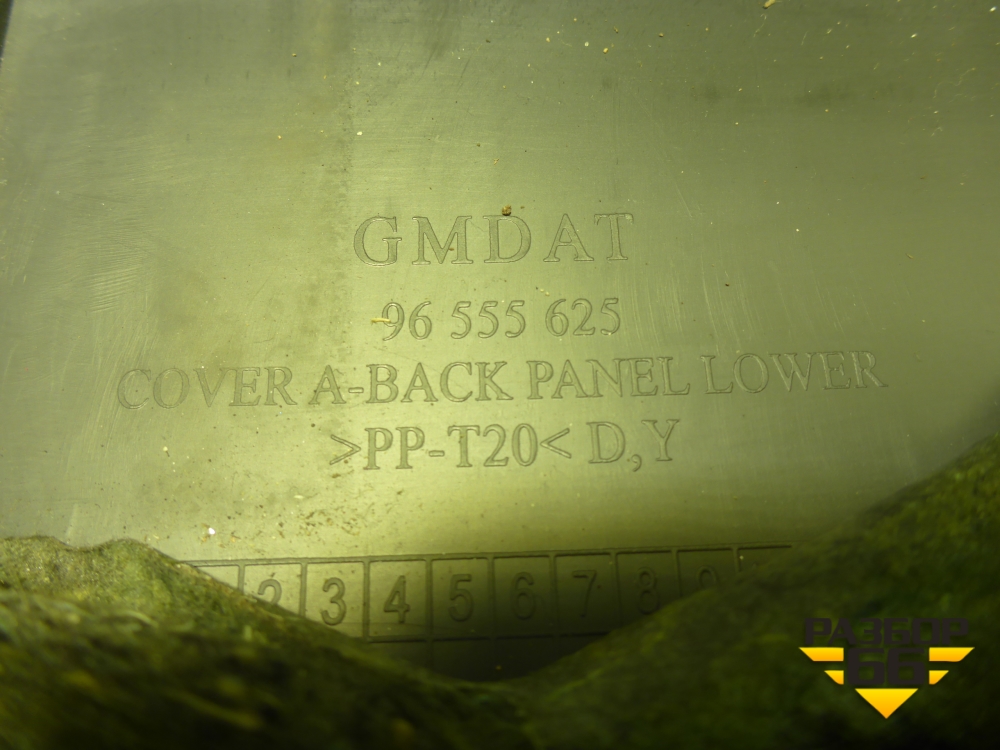 GMDAT
96 555 625
COVER A-BACK PANEL LOWER
>PP-T20< D,Y
2 3 4 5 6 7 8 9
РАЗБОР
66